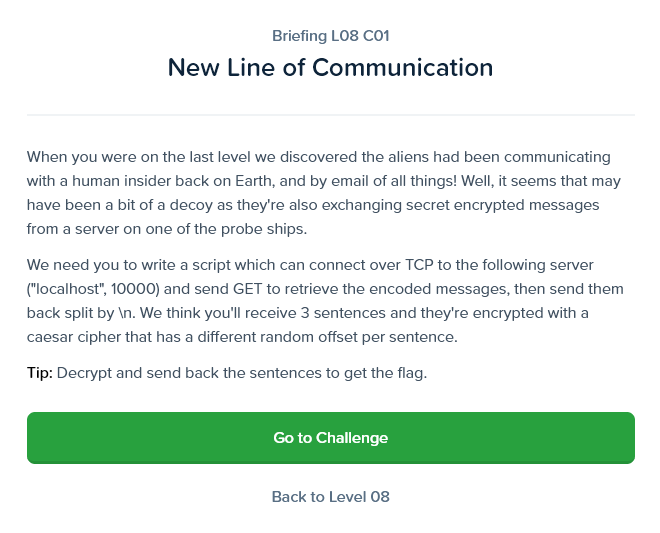 Briefing L08 C01
New Line of Communication
When you were on the last level we discovered the aliens had been communicating
with a human insider back on Earth, and by email of all things! Well, it seems that may
have been a bit of a decoy as they're also exchanging secret encrypted messages
from a server on one of the probe ships.
We need you to write a script which can connect over TCP to the following server
("localhost", 10000) and send GET to retrieve the encoded messages, then send them
back split by \n. We think you'll receive 3 sentences and they're encrypted with a
caesar cipher that has a different random offset per sentence.
Tip: Decrypt and send back the sentences to get the flag.
Go to Challenge
Back to Level 08